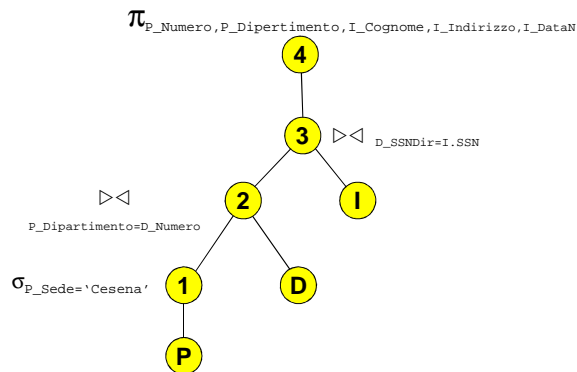 πP_Numero,P_Dipertimento,I_Cognome,I_Indirizzo,I_DataN
4
3
⋈ D_SSNDir=I.SSN
⋈
2
I
P_Dipartimento=D_Numero
σP_Sede=‘Cesena’
1
D
P